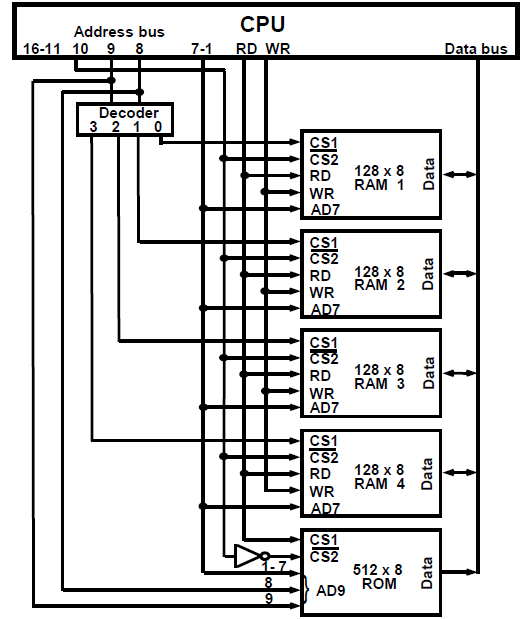 CPU
Address bus
16-11 10 9 8 7-1 RD WR Data bus
Decoder
3 2 1 0
CS1
CS2
RD
WR
AD7
128 x 8
RAM 1
Data
CS1
CS2
RD
WR
AD7
128 x 8
RAM 2
Data
CS1
CS2
RD
WR
AD7
128 x 8
RAM 3
Data
CS1
CS2
RD
WR
AD7
128 x 8
RAM 4
Data
CS1
CS2
1- 7
8
9
AD9
512 x 8
ROM
Data